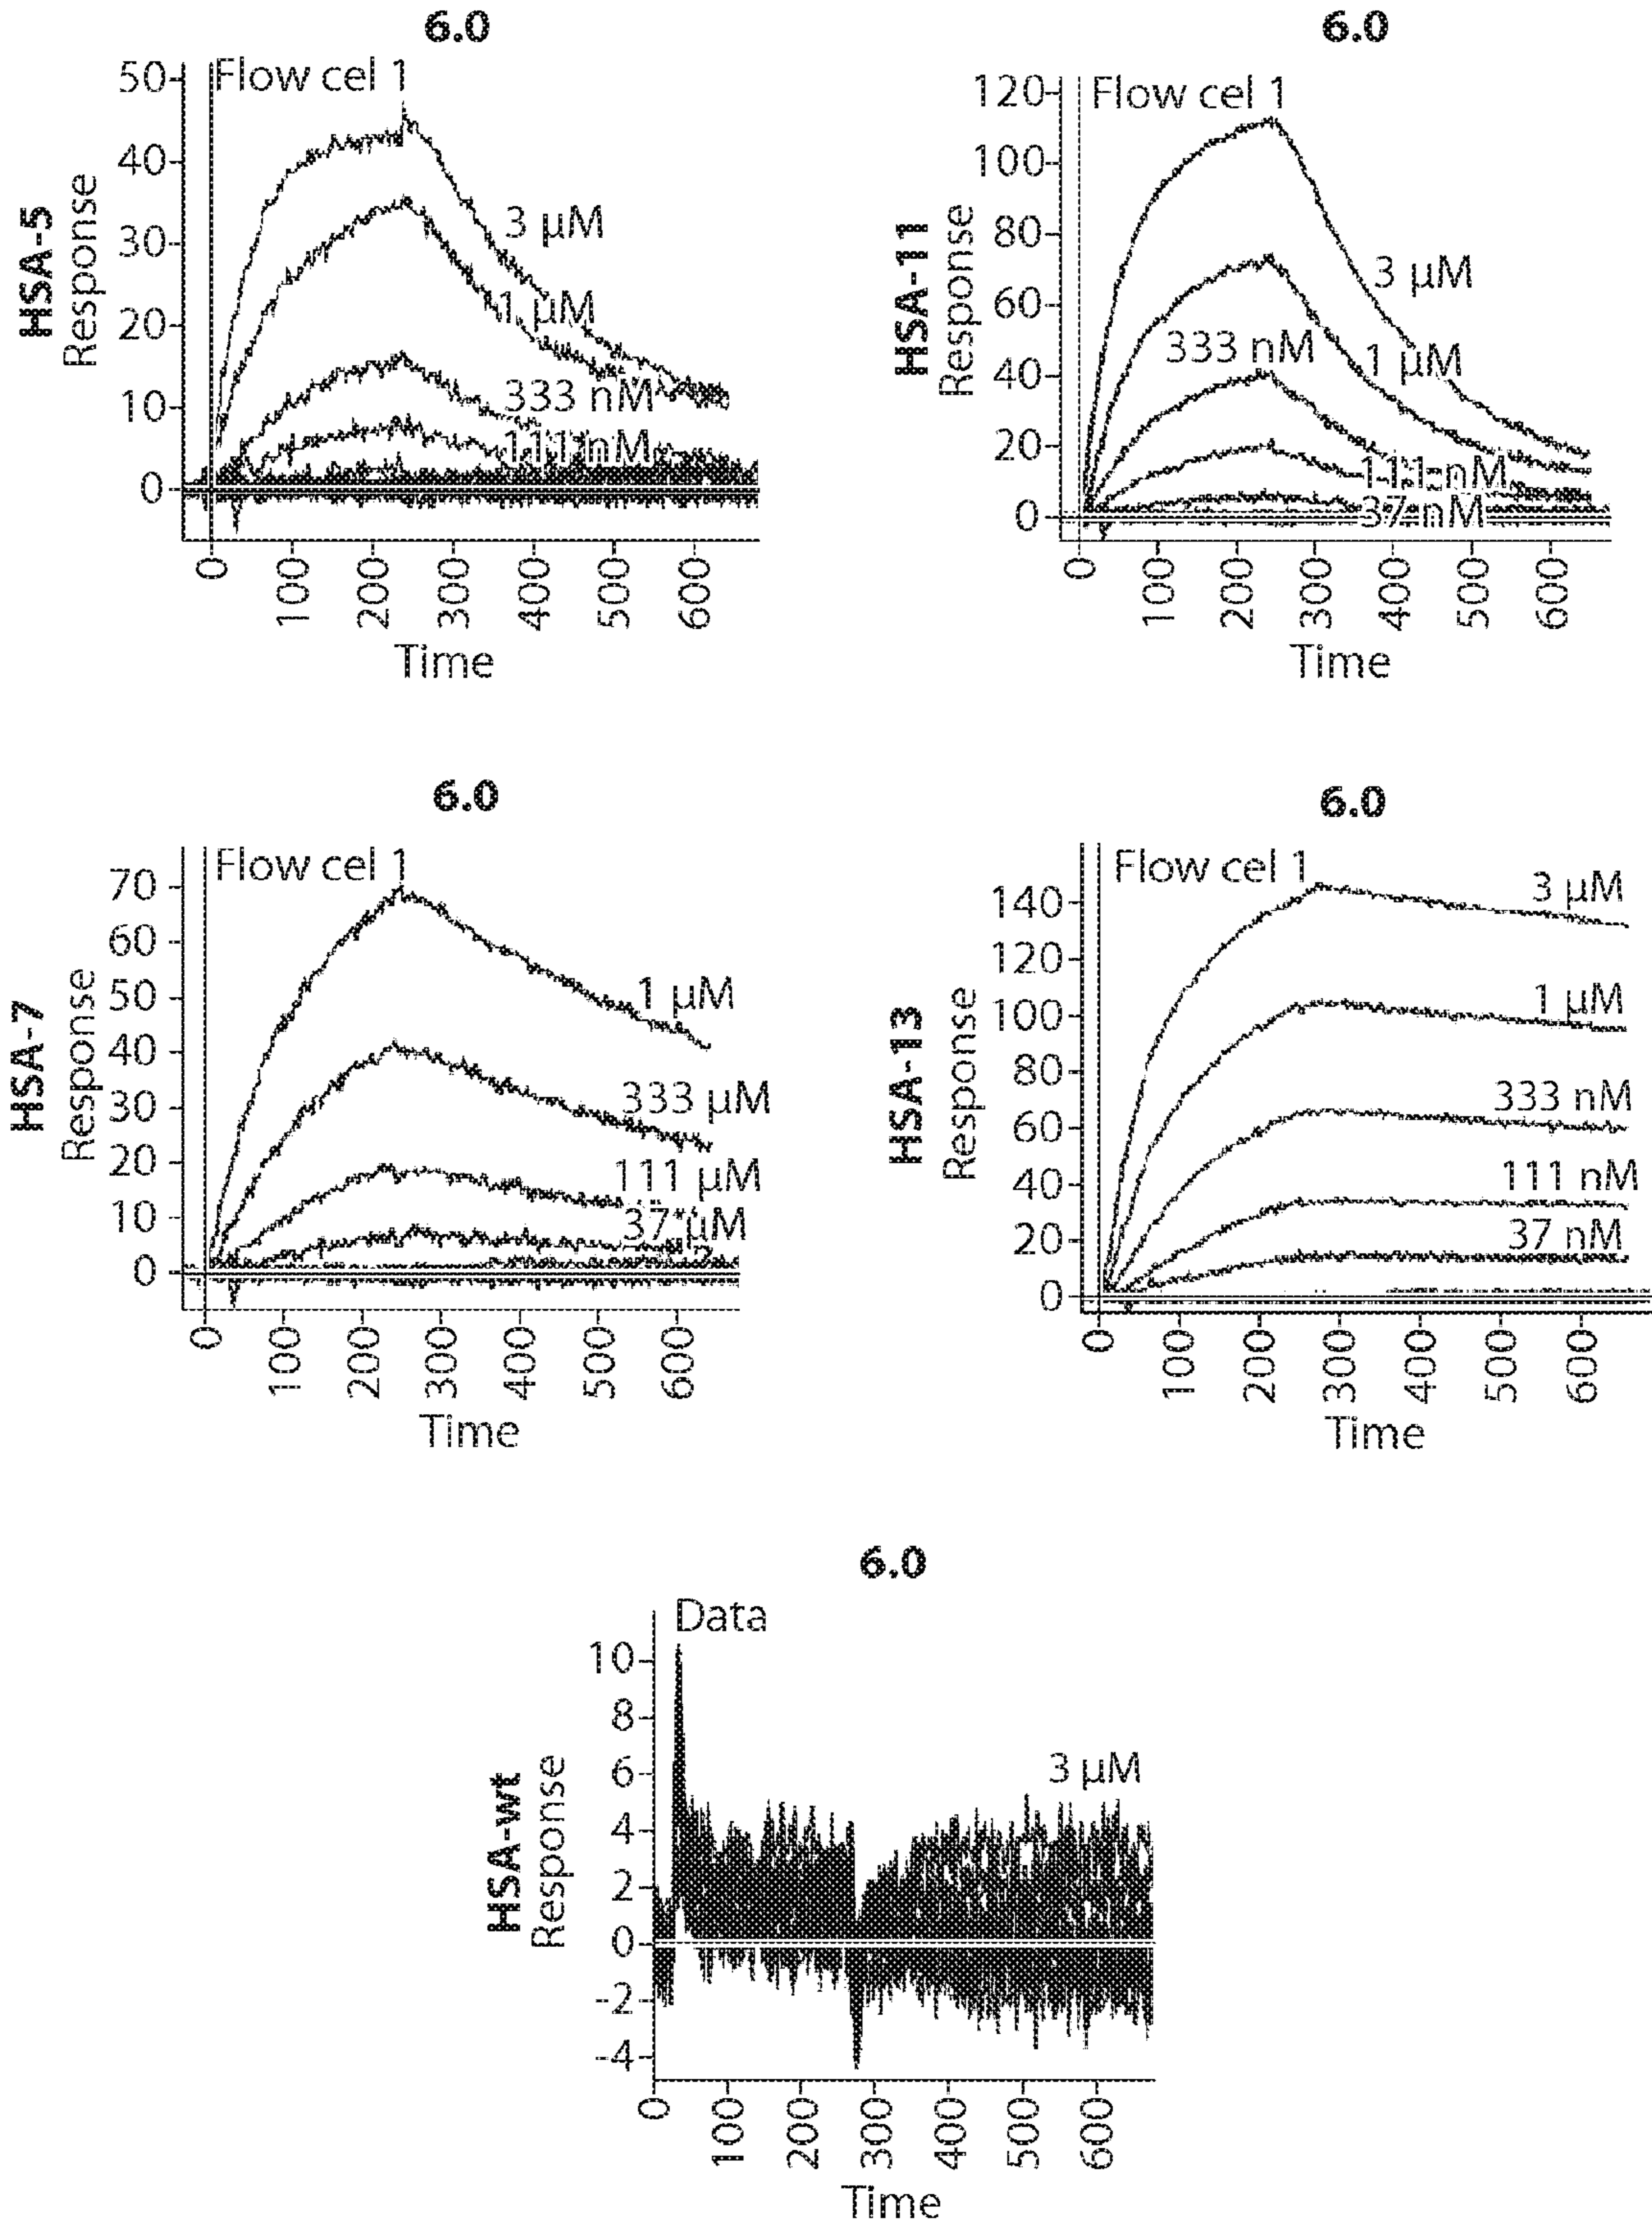 6.0
Flow cel 1
50
40
30
20
10
0
HSA-5
Response
3 µM
1 µM
333 nM
111 nM
0
100
200
300
400
500
600
Time
6.0
Flow cel 1
120
100
80
60
40
20
0
HSA-11
Response
3 µM
1 µM
333 nM
111 nM
37 nM
0
100
200
300
400
500
600
Time
6.0
Flow cel 1
70
60
50
40
30
20
10
0
HSA-7
Response
1 µM
333 µM
111 µM
37 µM
0
100
200
300
400
500
600
Time
6.0
Flow cel 1
140
120
100
80
60
40
20
0
HSA-13
Response
3 µM
1 µM
333 nM
111 nM
37 nM
0
100
200
300
400
500
600
Time
6.0
Data
10
8
6
4
2
0
-2
-4
HSA-wt
Response
3 µM
0
100
200
300
400
500
600
Time